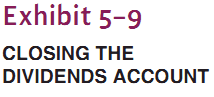 Exhibit 5–9
CLOSING THE
DIVIDENDS ACCOUNT